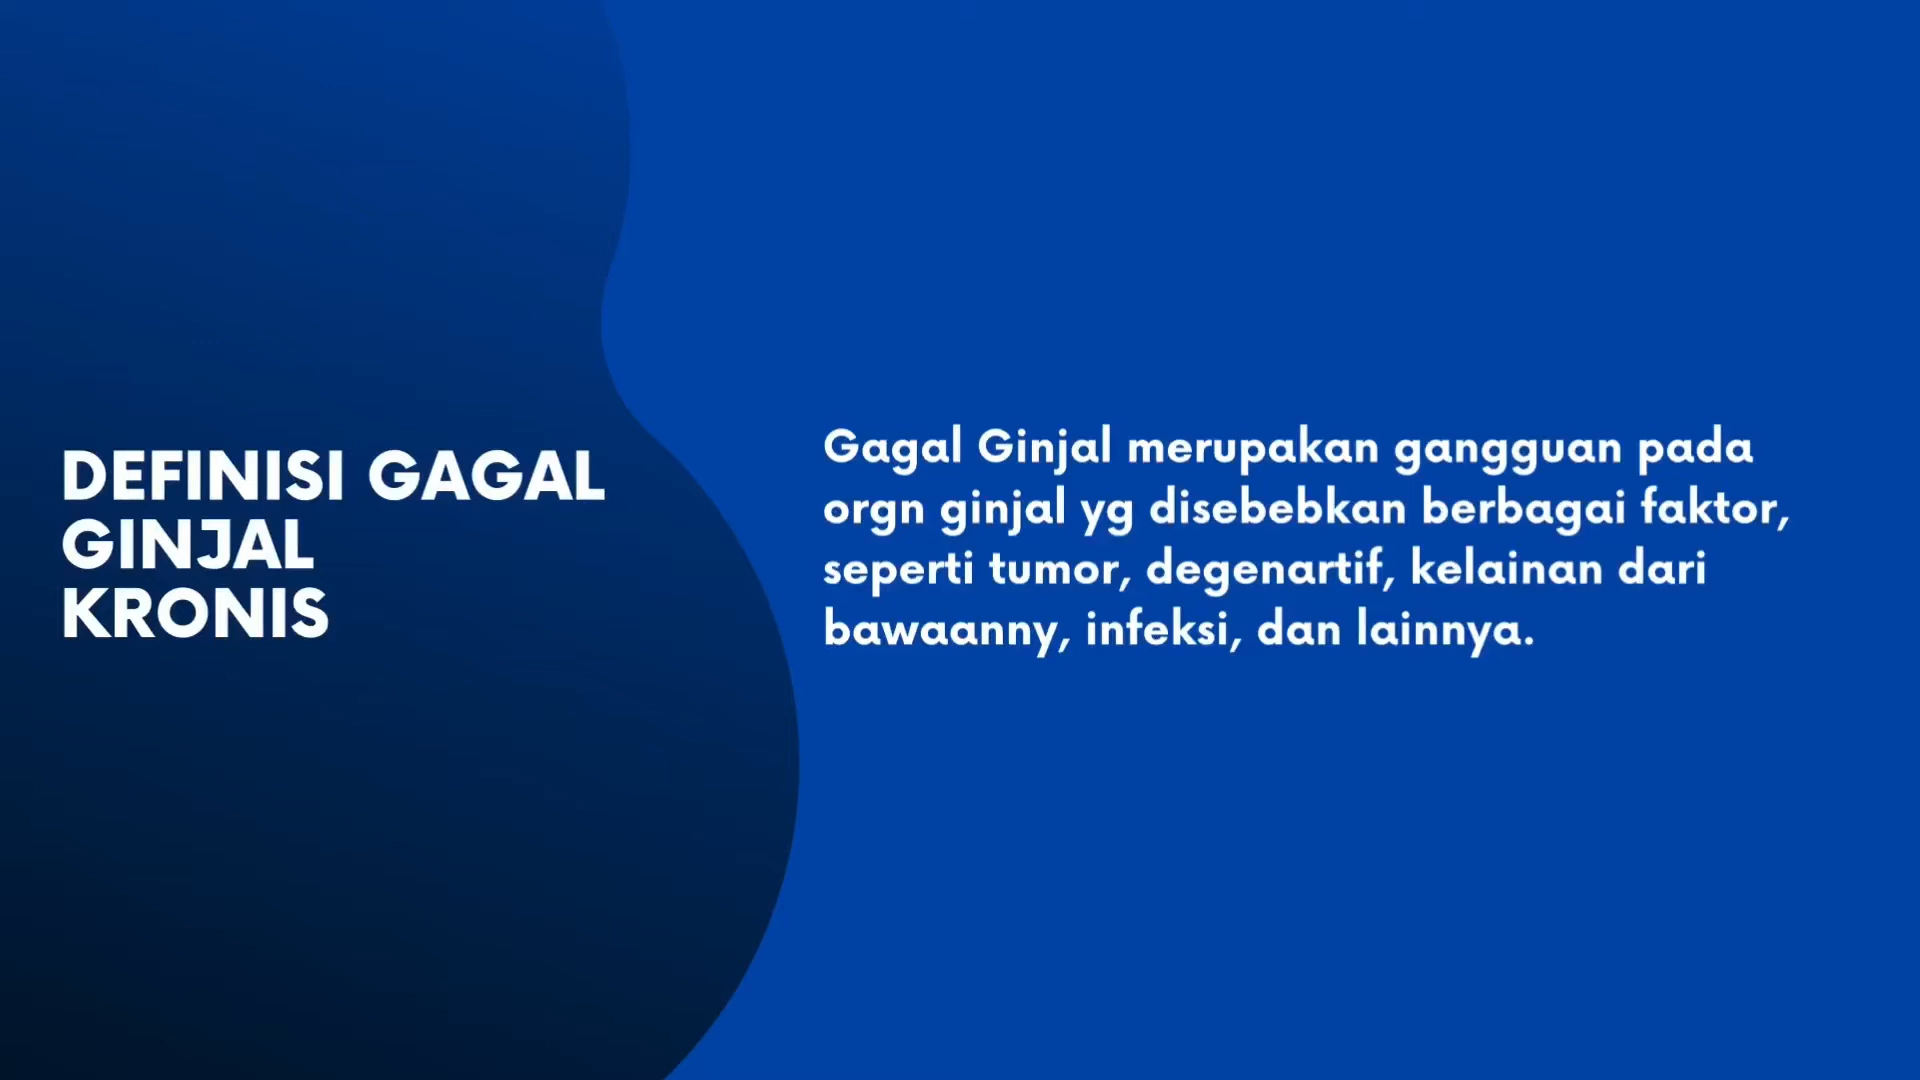 DEFINISI GAGAL
GINJAL
KRONIS
Gagal Ginjal merupakan gangguan pada
orgn ginjal yg disebebkan berbagai faktor,
seperti tumor, degenartif, kelainan dari
bawaanny, infeksi, dan lainnya.